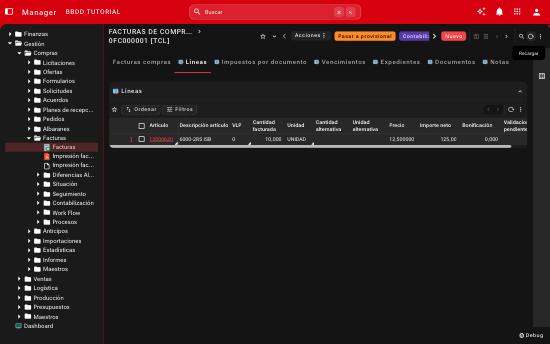 Manager BBDD TUTORIAL
Buscar
Finanzas
Gestión
Compras
Licitaciones
Ofertas
Formularios
Solicitudes
Acuerdos
Planes de recepc...
Pedidos
Albaranes
Facturas
Facturas
Impresión fac...
Impresión fac...
Diferencias Al...
Situación
Seguimiento
Contabilización
Work Flow
Procesos
Anticipos
Importaciones
Estadísticas
Informes
Maestros
Ventas
Logística
Producción
Presupuestos
Maestros
Dashboard
FACTURAS DE COMPR... >
0FC000001 [TCL]
Acciones
Pasar a provisional
Contabili
Nuevo
Recargar
Facturas compras Líneas Impuestos por documento Vencimientos Expedientes Documentos Notas
Líneas
Ordenar Filtros
Artículo Descripción artículo VLP Cantidad facturada Unidad Cantidad alternativa Unidad alternativa Precio Importe neto Bonificación Validación pendiente
1 6000-2RS ISB 0 10,000 UNIDAD 12,500000 125,00 0,000
Debug